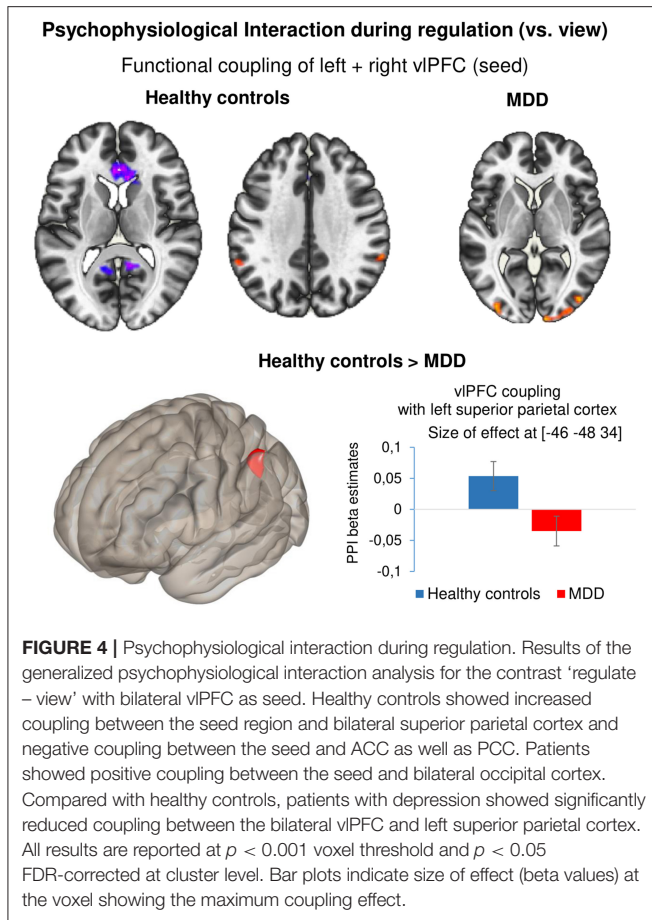 Psychophysiological Interaction during regulation (vs. view)
Functional coupling of left + right vlPFC (seed)
Healthy controls
MDD
Healthy controls > MDD
vlPFC coupling
with left superior parietal cortex
Size of effect at [-46 -48 34]
PPI beta estimates
0,1
0,05
0
-0,05
-0,1
Healthy controls
MDD
FIGURE 4 | Psychophysiological interaction during regulation. Results of the
generalized psychophysiological interaction analysis for the contrast ‘regulate
– view’ with bilateral vlPFC as seed. Healthy controls showed increased
coupling between the seed region and bilateral superior parietal cortex and
negative coupling between the seed and ACC as well as PCC. Patients
showed positive coupling between the seed and bilateral occipital cortex.
Compared with healthy controls, patients with depression showed significantly
reduced coupling between the bilateral vlPFC and left superior parietal cortex.
All results are reported at p < 0.001 voxel threshold and p < 0.05
FDR-corrected at cluster level. Bar plots indicate size of effect (beta values) at
the voxel showing the maximum coupling effect.